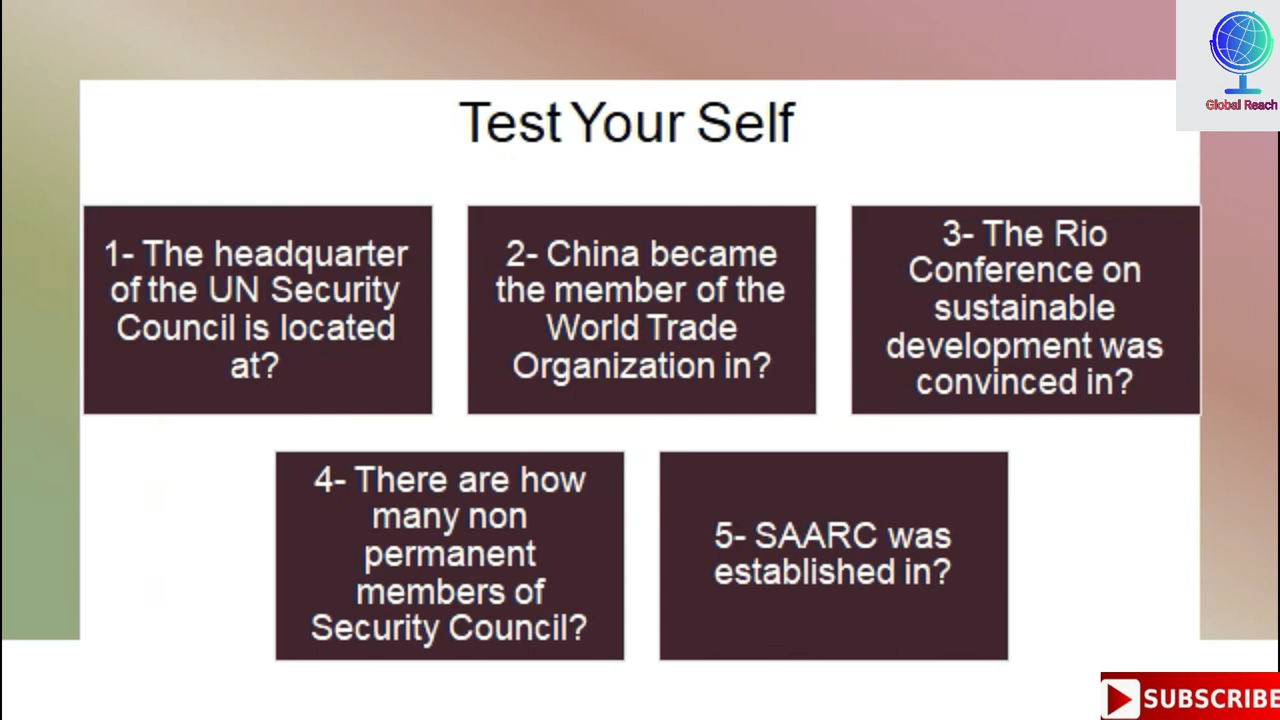 Global Reach
Test Your Self
1- The headquarter
of the UN Security
Council is located
at?
2- China became
the member of the
World Trade
Organization in?
3- The Rio
Conference on
sustainable
development was
convinced in?
4- There are how
many non
permanent
members of
Security Council?
5- SAARC was
established in?
SUBSCRIBE